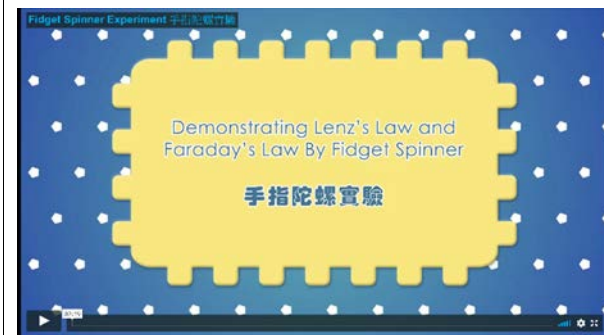 Fidget Spinner Experiment 手指陀螺實驗
Demonstrating Lenz's Law and
Faraday's Law By Fidget Spinner
手指陀螺實驗